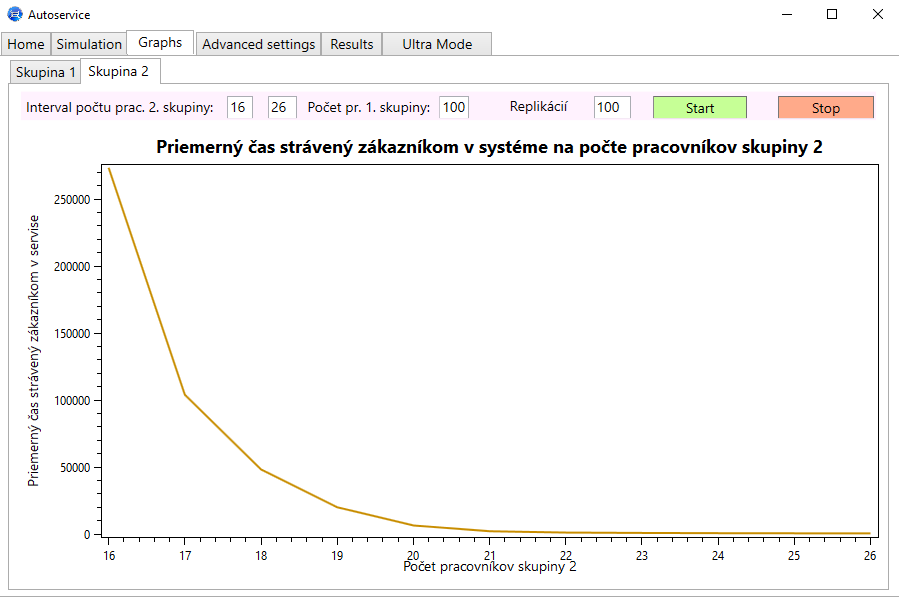 Autoservice
Home Simulation Graphs Advanced settings Results Ultra Mode
Skupina 1 Skupina 2
Interval počtu prac. 2. skupiny: 16 26 Počet pr. 1. skupiny: 100 Replikácií 100 Start Stop
Priemerný čas strávený zákazníkom v systéme na počte pracovníkov skupiny 2
Priemerný čas strávený zákazníkom v servise
250000
200000
150000
100000
50000
0
16 17 18 19 20 21 22 23 24 25 26
Počet pracovníkov skupiny 2